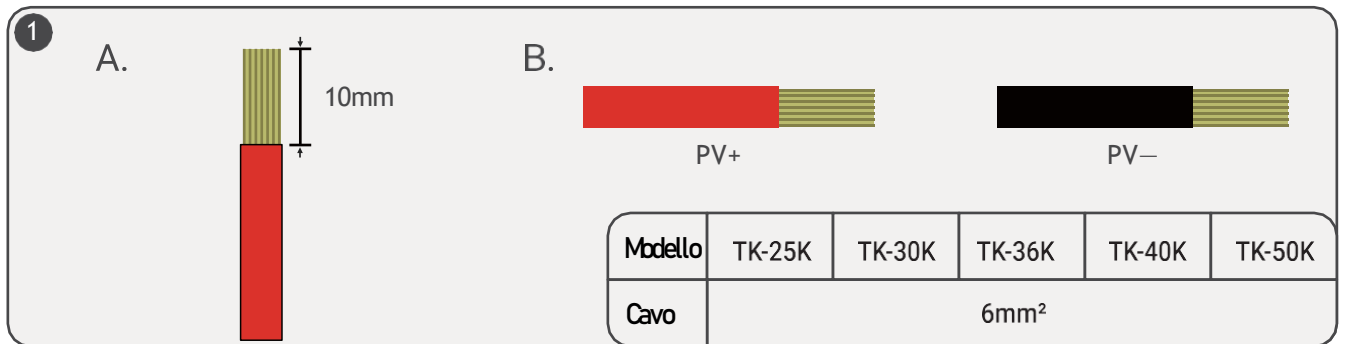 1
A.
10mm
B.
PV+
PV—
Modello TK-25K TK-30K TK-36K TK-40K TK-50K
Cavo 6mm²